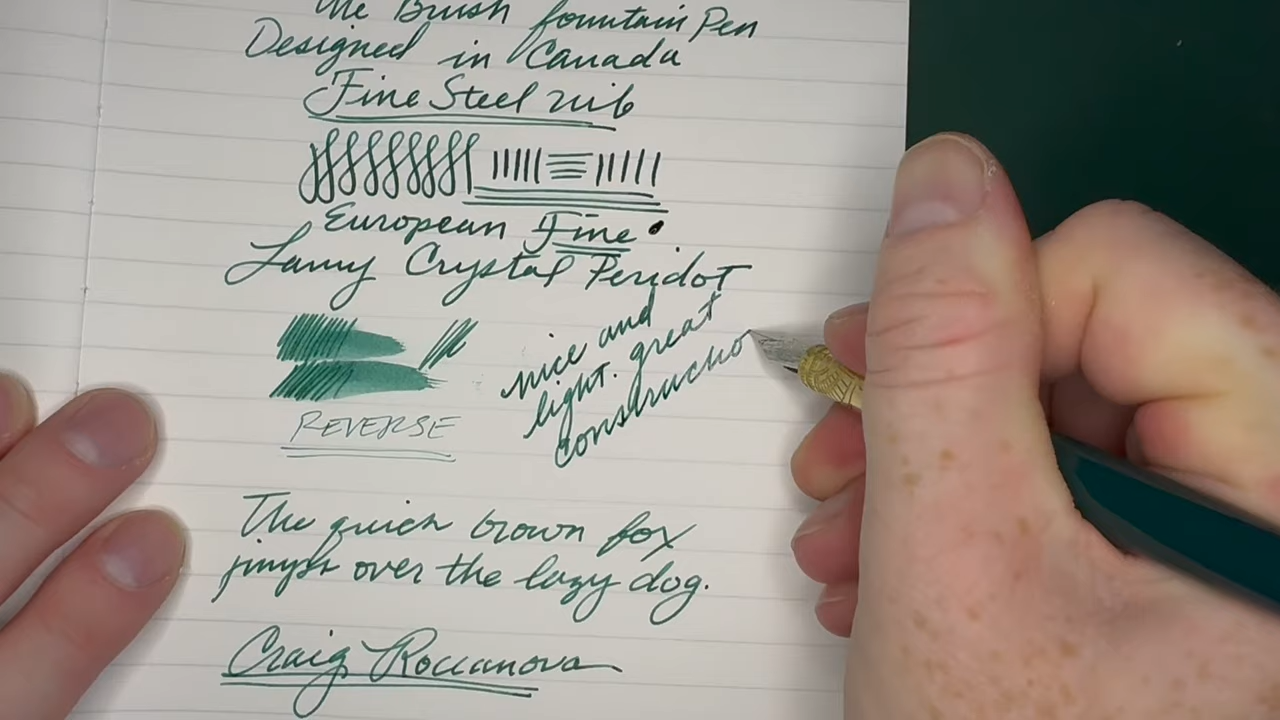 The Brush fountain Pen
Designed in Canada
Fine Steel nib
European Fine.
Lamy Crystal Peridot
nice and
light. great
constructio
REVERSE
The quick brown fox
jumps over the lazy dog.
Craig Roccanova